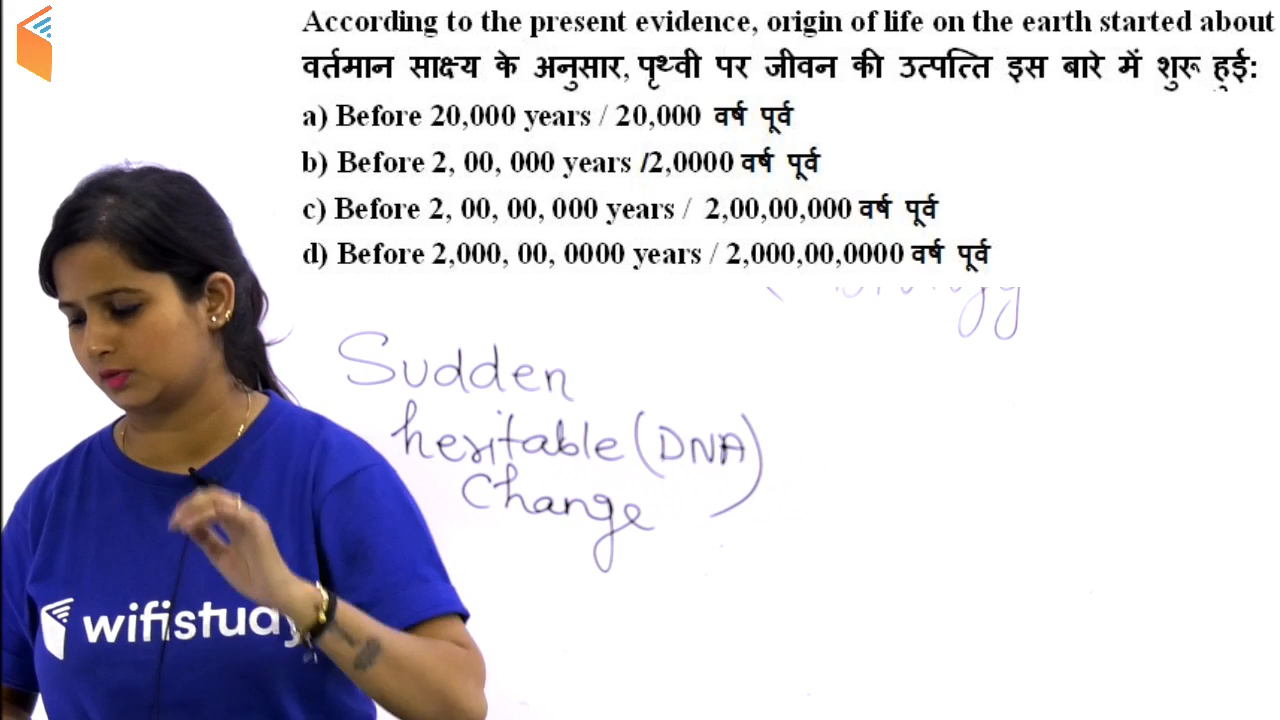 According to the present evidence, origin of life on the earth started about
वर्तमान साक्ष्य के अनुसार, पृथ्वी पर जीवन की उत्पत्ति इस बारे में शुरू हुई:
a) Before 20,000 years / 20,000 वर्ष पूर्व
b) Before 2, 00, 000 years /2,0000 वर्ष पूर्व
c) Before 2, 00, 00, 000 years / 2,00,00,000 वर्ष पूर्व
d) Before 2,000, 00, 0000 years / 2,000,00,0000 वर्ष पूर्व
Sudden
heritable (DNA)
Change
wifistudy